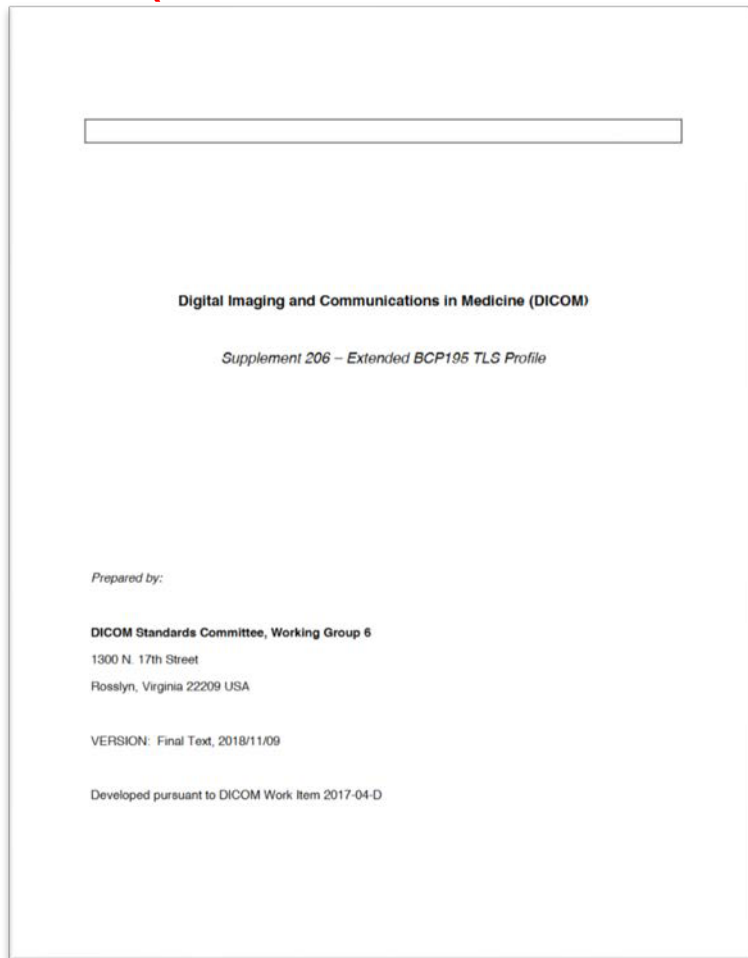 Digital Imaging and Communications in Medicine (DICOM)
Supplement 206 – Extended BCP195 TLS Profile
Prepared by:
DICOM Standards Committee, Working Group 6
1300 N. 17th Street
Rosslyn, Virginia 22209 USA
VERSION: Final Text, 2018/11/09
Developed pursuant to DICOM Work Item 2017-04-D